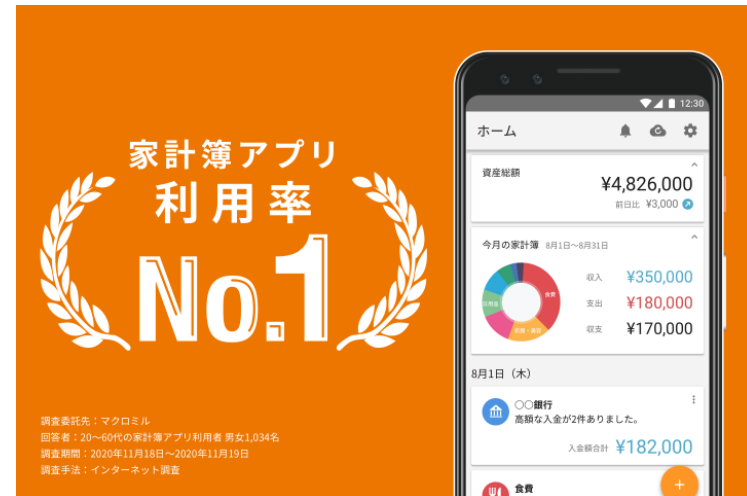 家計簿アプリ
利用率
No.1
調査委託先：マクロミル
回答者：20〜60代の家計簿アプリ利用者 男女1,034名
調査期間：2020年11月18日〜2020年11月19日
調査手法：インターネット調査
12:30
ホーム
資産総額
¥4,826,000
前日比 ¥3,000
今月の家計簿 8月1日〜8月31日
食費
日用品
収入 ¥350,000
支出 ¥180,000
収支 ¥170,000
8月1日（木）
○○銀行
高額な入金が2件ありました。
入金額合計 ¥182,000
食費
+